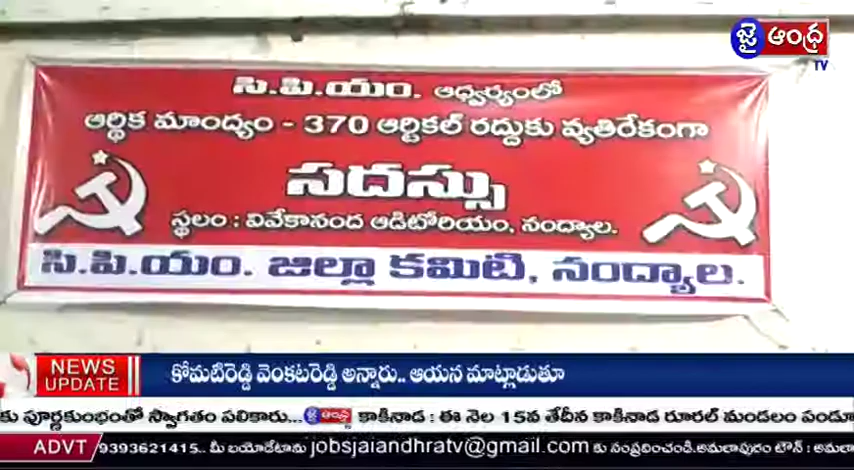 జై ఆంధ్ర
TV
సి.పి.యం. ఆధ్వర్యంలో
ఆర్థిక మాంద్యం - 370 ఆర్టికల్ రద్దుకు వ్యతిరేకంగా
సదస్సు
స్థలం : వివేకానంద ఆడిటోరియం, నంద్యాల.
సి.పి.యం. జిల్లా కమిటి, నంద్యాల.
NEWS
UPDATE
కోమటిరెడ్డి వెంకటరెడ్డి అన్నారు.. ఆయన మాట్లాడుతూ
కు పూర్ణకుంభంతో స్వాగతం పలికారు... జై ఆంధ్ర కాకినాడ : ఈ నెల 15వ తేదీన కాకినాడ రూరల్ మండలం పండూ
ADVT 9393621415.. మీ బయోడేటాను jobsjaiandhratv@gmail.com కు సంప్రదించండి.అమలాపురం టౌన్ : అమలా